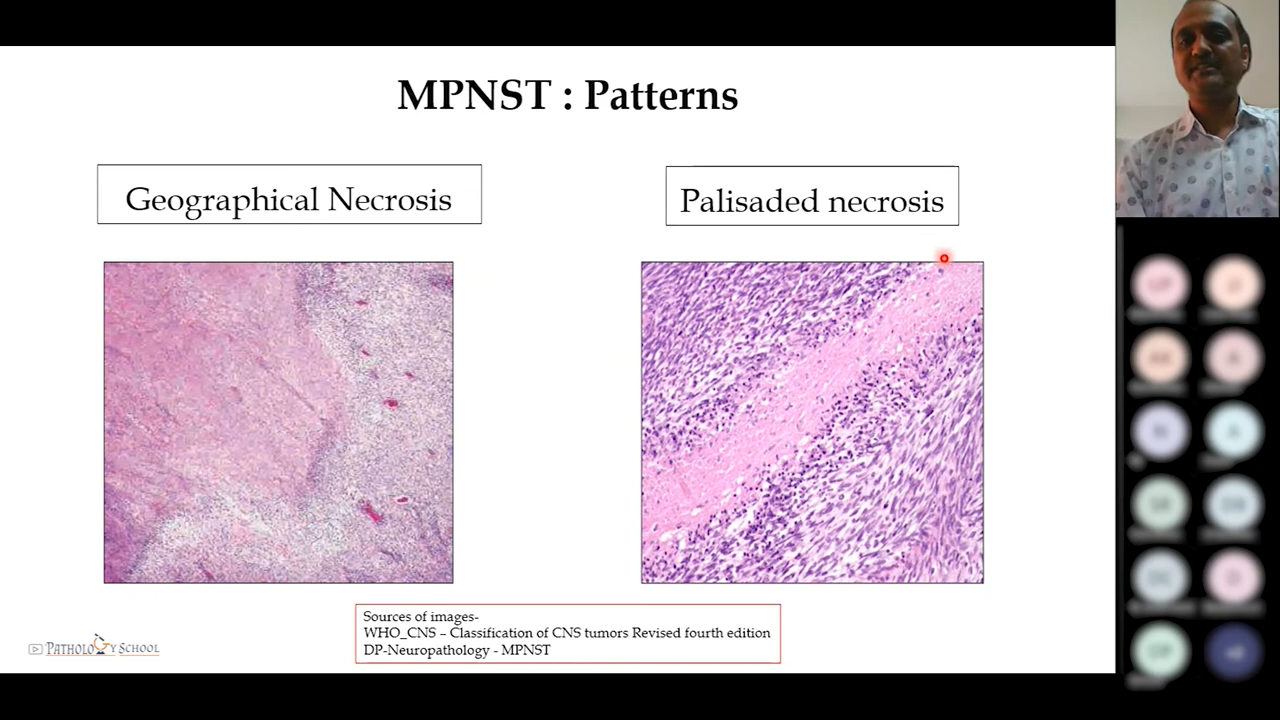 MPNST : Patterns
Geographical Necrosis
Palisaded necrosis
Sources of images-
WHO_CNS – Classification of CNS tumors Revised fourth edition
DP-Neuropathology - MPNST
PATHOLOGY SCHOOL